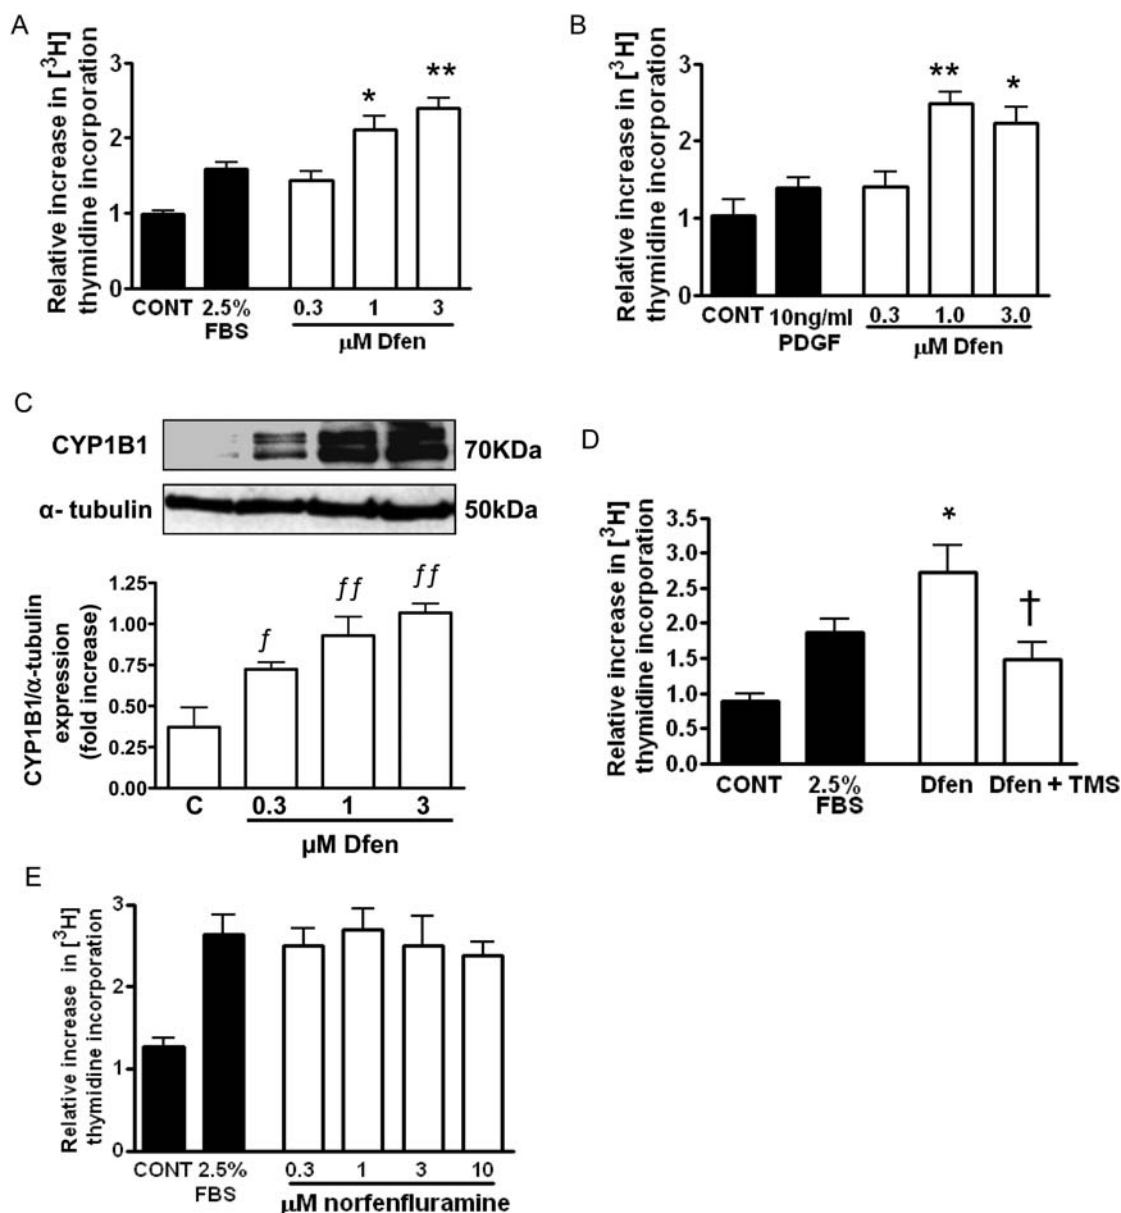 A
Relative increase in [³H]
thymidine incorporation
3
2
1
0
*
**
CONT 2.5% FBS 0.3 1 3
μM Dfen
B
Relative increase in [³H]
thymidine incorporation
3
2
1
0
**
*
CONT 10ng/ml PDGF 0.3 1.0 3.0
μM Dfen
C
CYP1B1 70KDa
α- tubulin 50kDa
CYP1B1/α-tubulin
expression
(fold increase)
1.25
1.00
0.75
0.50
0.25
0.00
ƒ
ƒƒ
ƒƒ
C 0.3 1 3
μM Dfen
D
Relative increase in [³H]
thymidine incorporation
3.5
3.0
2.5
2.0
1.5
1.0
0.5
0.0
*
†
CONT 2.5% FBS Dfen Dfen + TMS
E
Relative increase in [³H]
thymidine incorporation
3
2
1
0
CONT 2.5% FBS 0.3 1 3 10
μM norfenfluramine